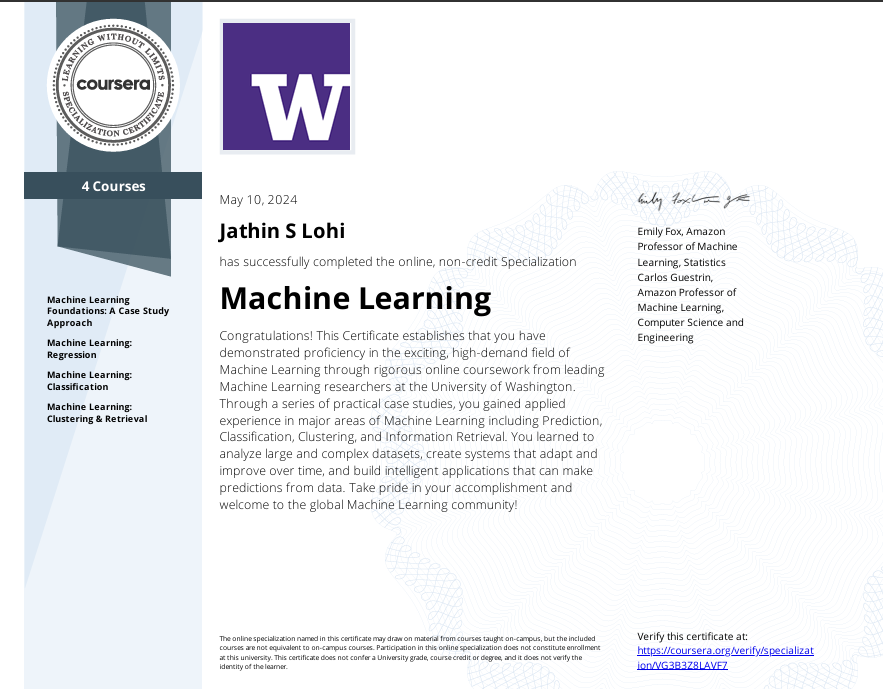 LEARNING WITHOUT LIMITS
coursera
SPECIALIZATION CERTIFICATE
4 Courses
Machine Learning
Foundations: A Case Study
Approach
Machine Learning:
Regression
Machine Learning:
Classification
Machine Learning:
Clustering & Retrieval
W
May 10, 2024
Jathin S Lohi
has successfully completed the online, non-credit Specialization
Machine Learning
Congratulations! This Certificate establishes that you have
demonstrated proficiency in the exciting, high-demand field of
Machine Learning through rigorous online coursework from leading
Machine Learning researchers at the University of Washington.
Through a series of practical case studies, you gained applied
experience in major areas of Machine Learning including Prediction,
Classification, Clustering, and Information Retrieval. You learned to
analyze large and complex datasets, create systems that adapt and
improve over time, and build intelligent applications that can make
predictions from data. Take pride in your accomplishment and
welcome to the global Machine Learning community!
The online specialization named in this certificate may draw on material from courses taught on-campus, but the included
courses are not equivalent to on-campus courses. Participation in this online specialization does not constitute enrollment
at this university. This certificate does not confer a University grade, course credit or degree, and it does not verify the
identity of the learner.
Emily Fox
Emily Fox, Amazon
Professor of Machine
Learning, Statistics
Carlos Guestrin,
Amazon Professor of
Machine Learning,
Computer Science and
Engineering
Verify this certificate at:
https://coursera.org/verify/specializat
ion/VG3B3Z8LAVF7